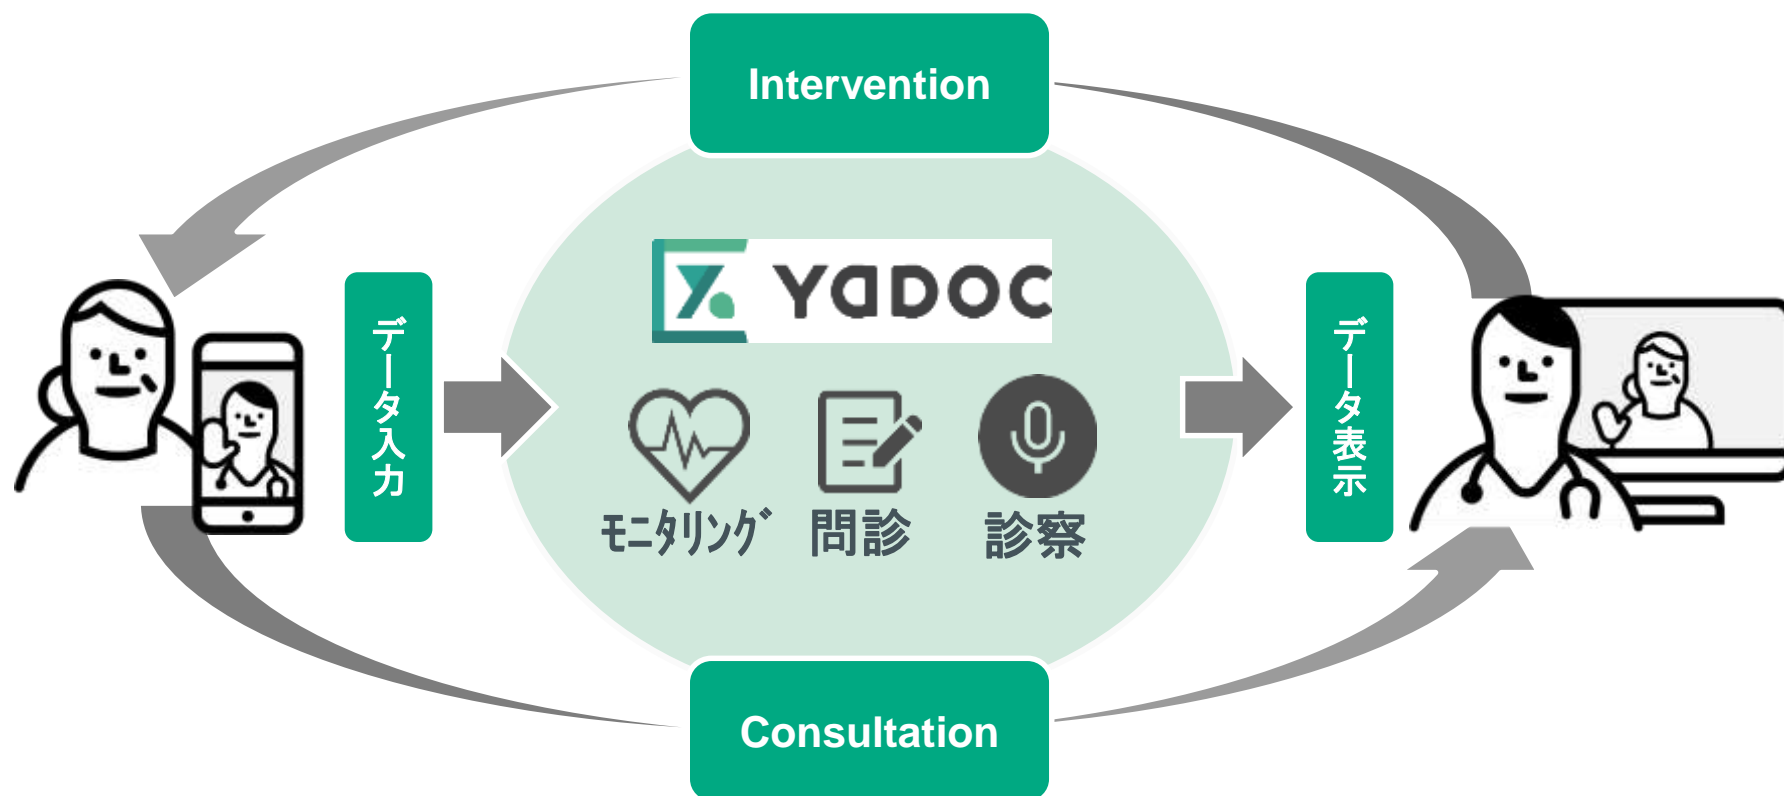 Intervention
YaDOC
データ入力
データ表示
ﾓﾆﾀﾘﾝｸﾞ
問診
診察
Consultation